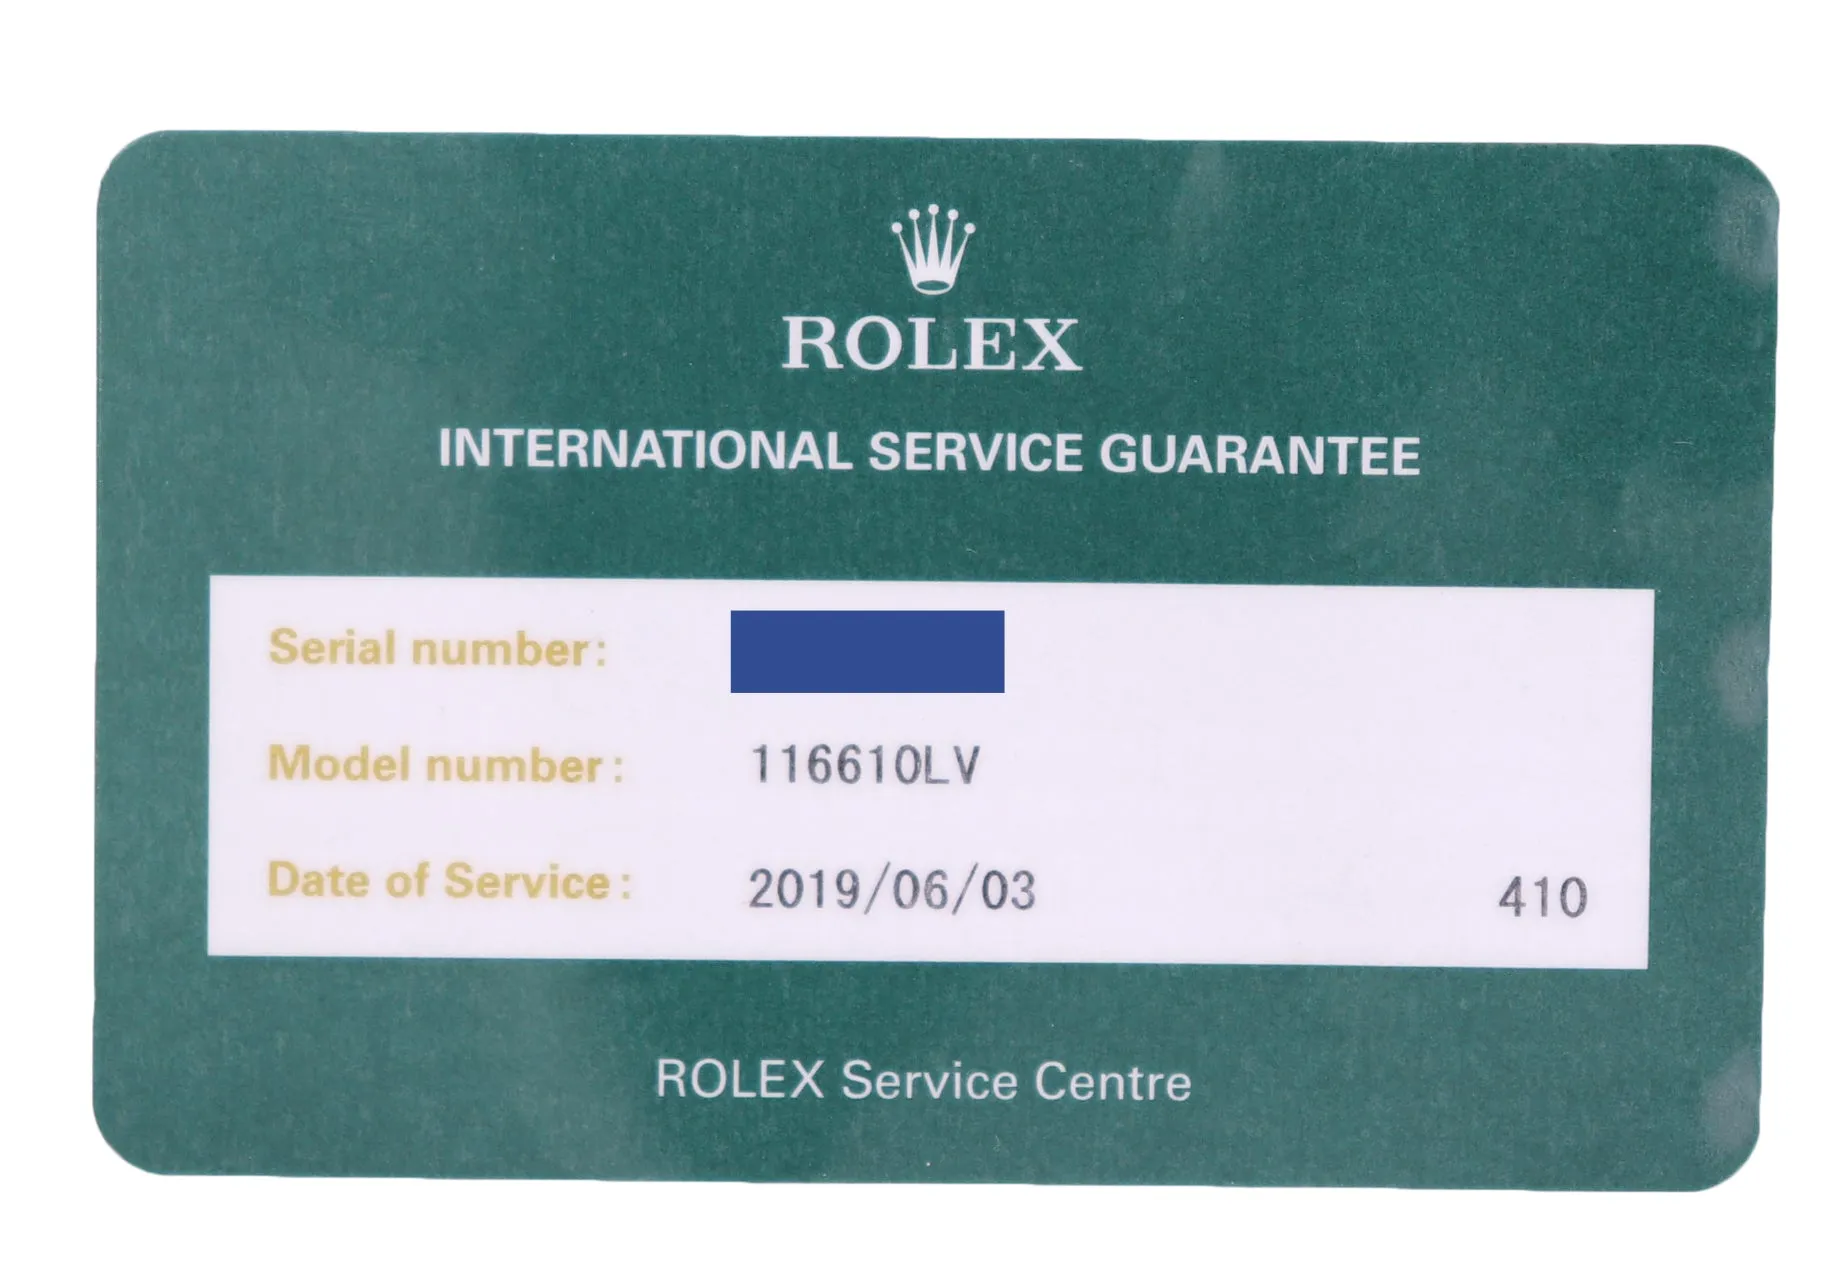 ROLEX
INTERNATIONAL SERVICE GUARANTEE
Serial number:
Model number: 116610LV
Date of Service: 2019/06/03 410
ROLEX Service Centre